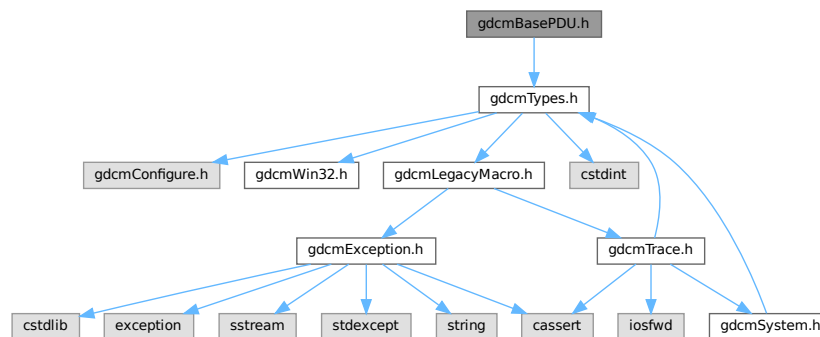 gdcmBasePDU.h
gdcmTypes.h
gdcmConfigure.h
gdcmWin32.h
gdcmLegacyMacro.h
cstdint
gdcmException.h
gdcmTrace.h
cstdlib
exception
sstream
stdexcept
string
cassert
iosfwd
gdcmSystem.h